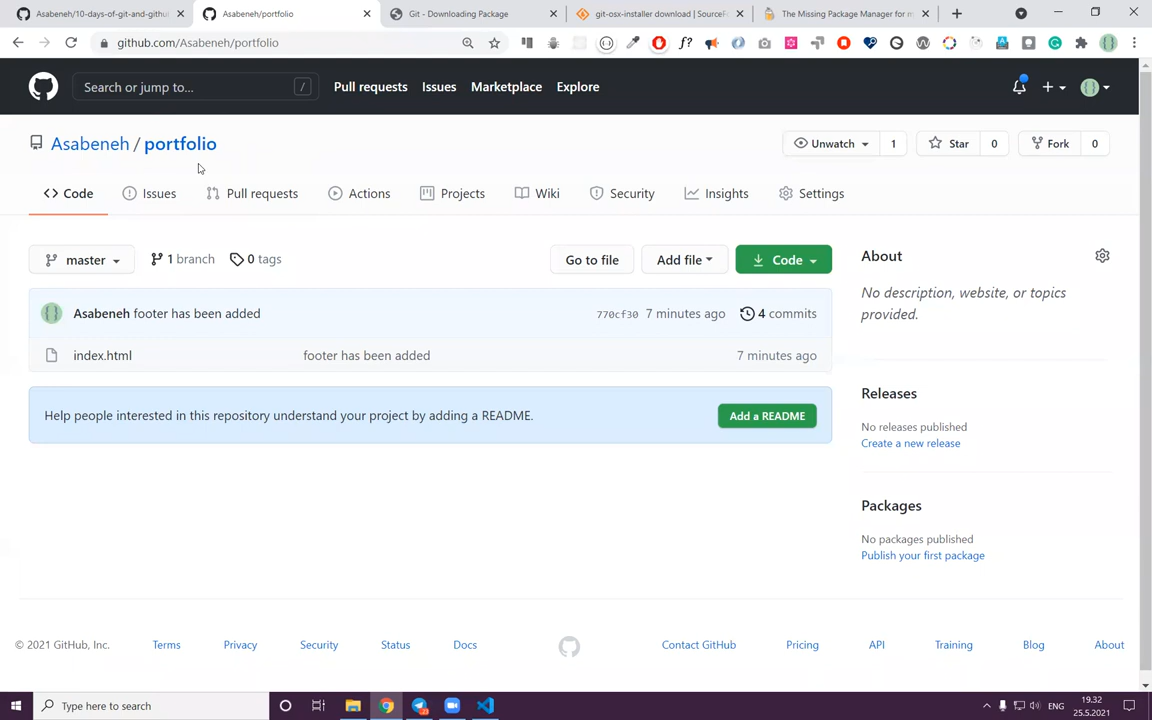 Asabeneh/10-days-of-git-and-githu
Asabeneh/portfolio
Git - Downloading Package
git-osx-installer download | SourceF
The Missing Package Manager for m
github.com/Asabeneh/portfolio
f?
Search or jump to...
/
Pull requests
Issues
Marketplace
Explore
Asabeneh / portfolio
Unwatch
1
Star
0
Fork
0
Code
Issues
Pull requests
Actions
Projects
Wiki
Security
Insights
Settings
master
1 branch
0 tags
Go to file
Add file
Code
Asabeneh footer has been added
770cf30 7 minutes ago
4 commits
index.html
footer has been added
7 minutes ago
Help people interested in this repository understand your project by adding a README.
Add a README
About
No description, website, or topics
provided.
Releases
No releases published
Create a new release
Packages
No packages published
Publish your first package
© 2021 GitHub, Inc.
Terms
Privacy
Security
Status
Docs
Contact GitHub
Pricing
API
Training
Blog
About
Type here to search
ENG
19.32
25.5.2021